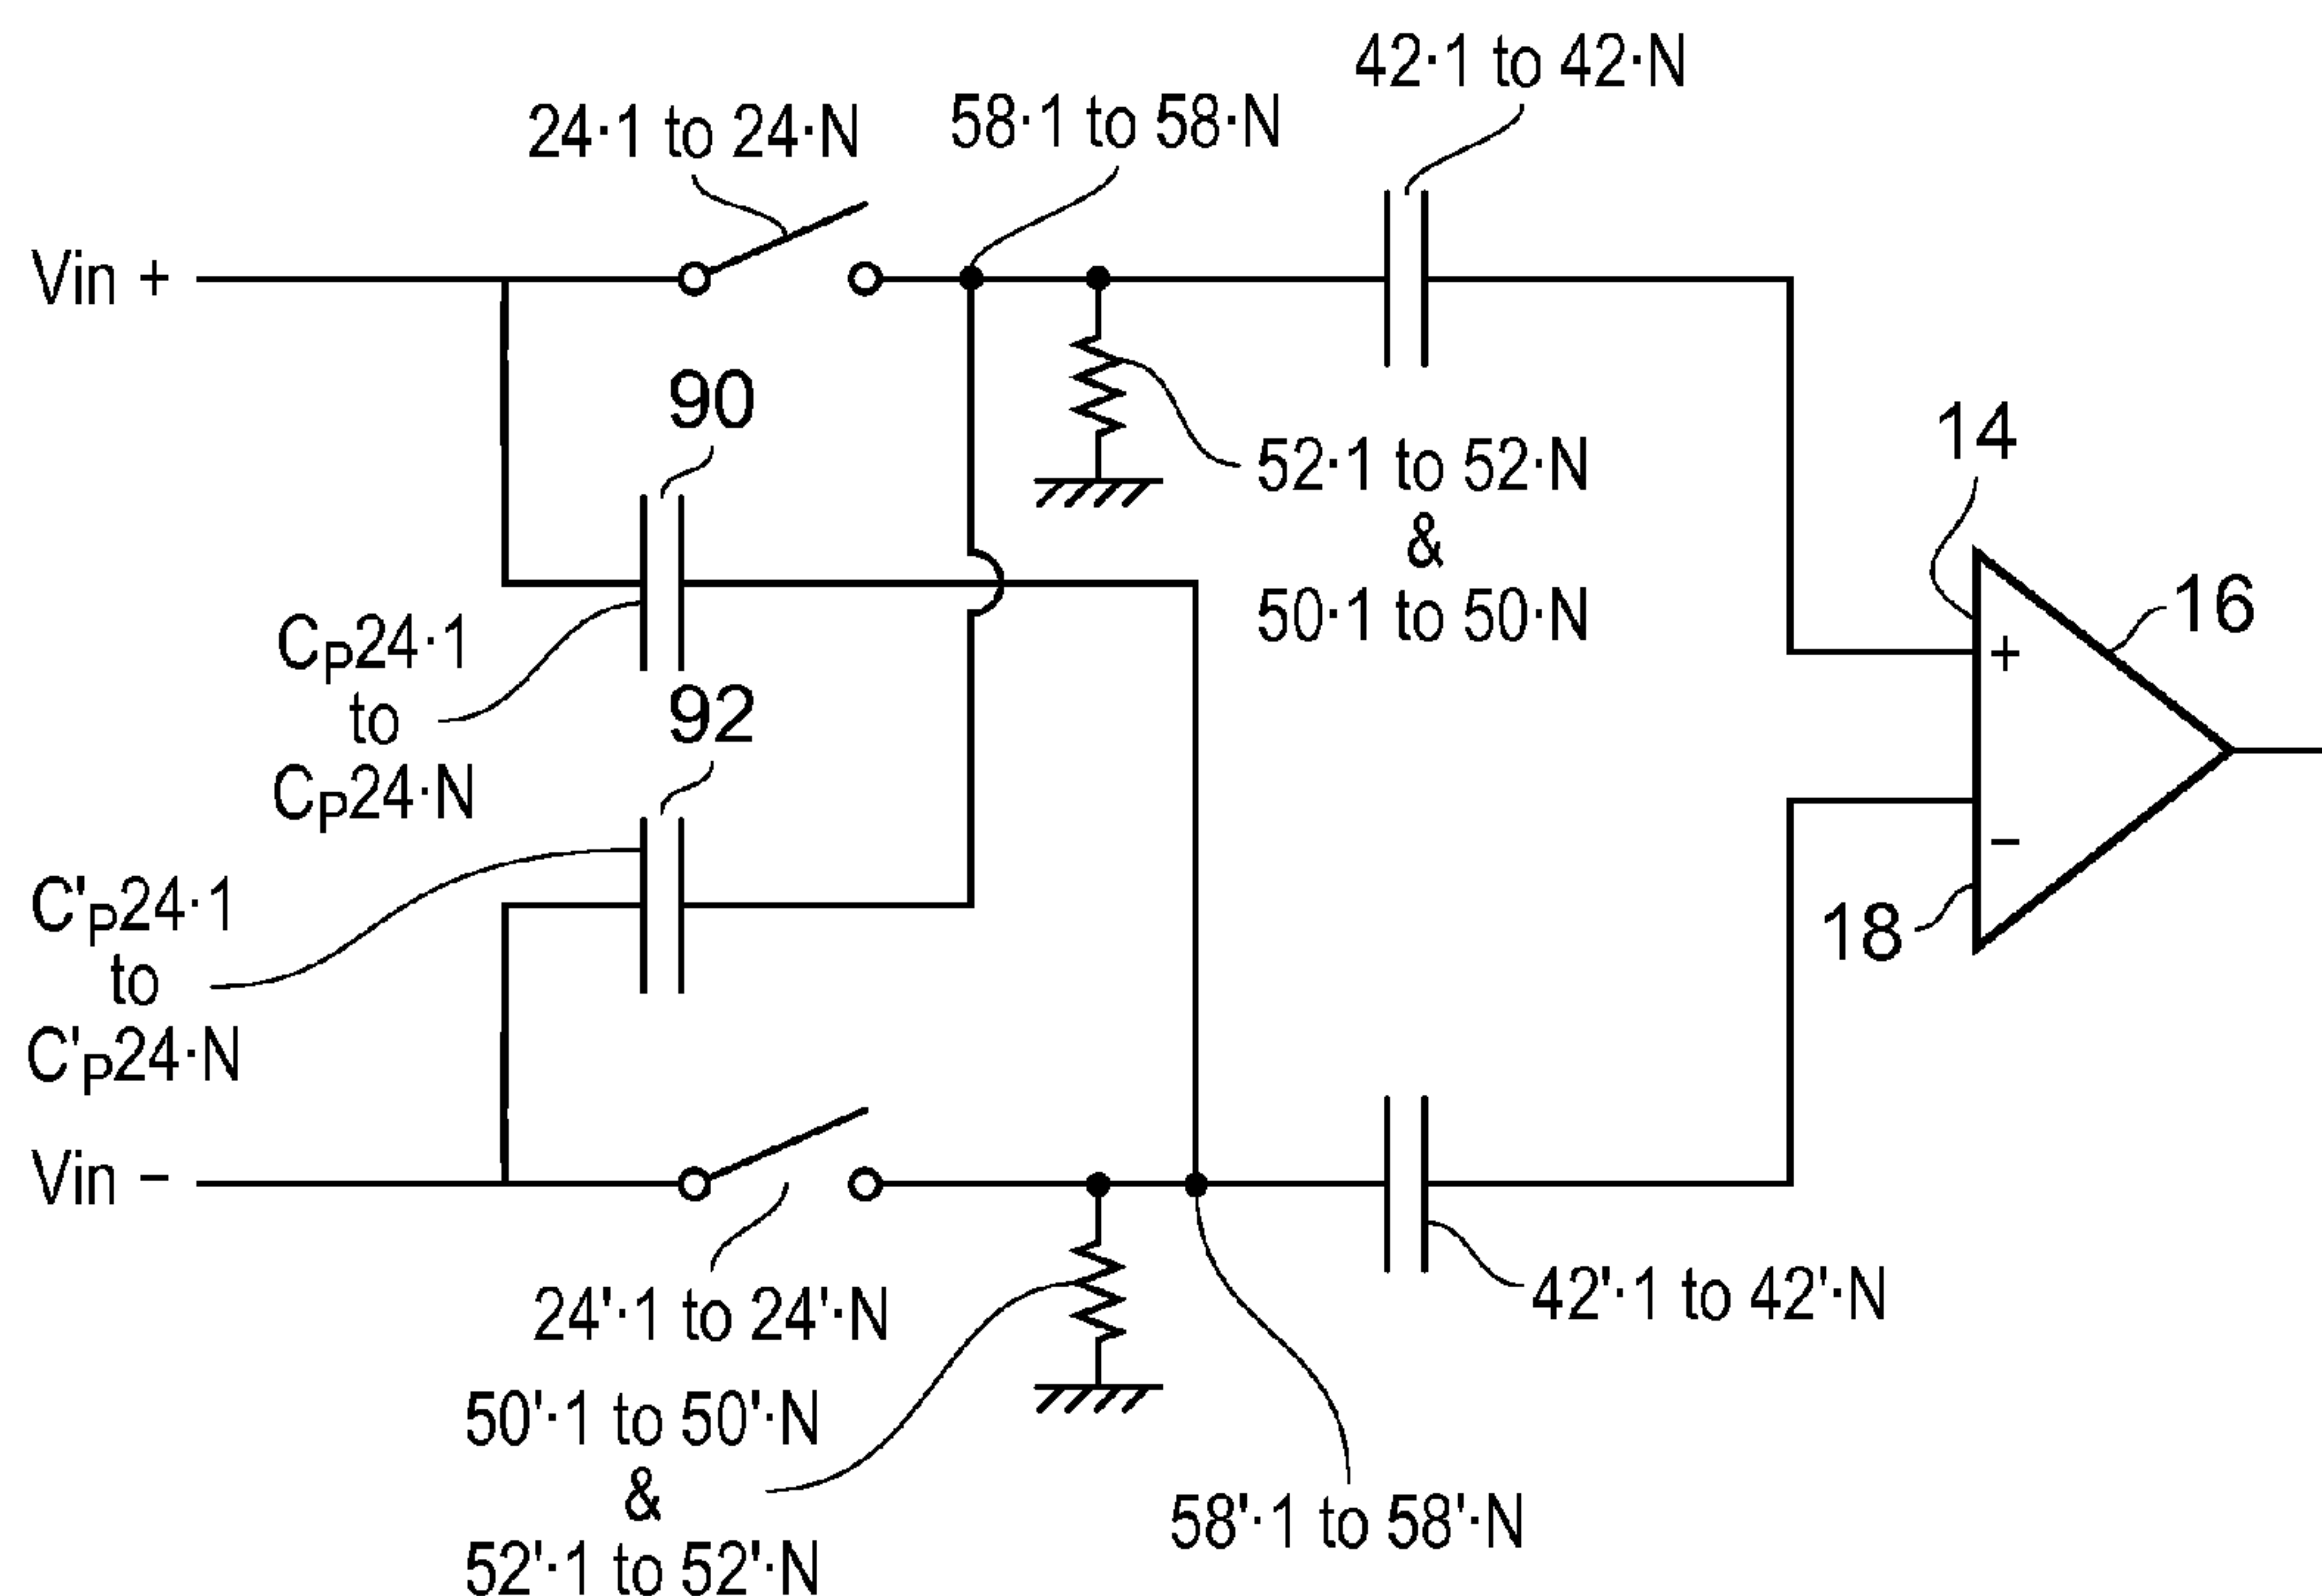 42·1 to 42·N
24·1 to 24·N
58·1 to 58·N
Vin +
90
52·1 to 52·N
&
50·1 to 50·N
14
16
+
CP24·1
to
CP24·N
92
−
18
C'P24·1
to
C'P24·N
Vin −
24'·1 to 24'·N
42'·1 to 42'·N
50'·1 to 50'·N
&
52'·1 to 52'·N
58'·1 to 58'·N